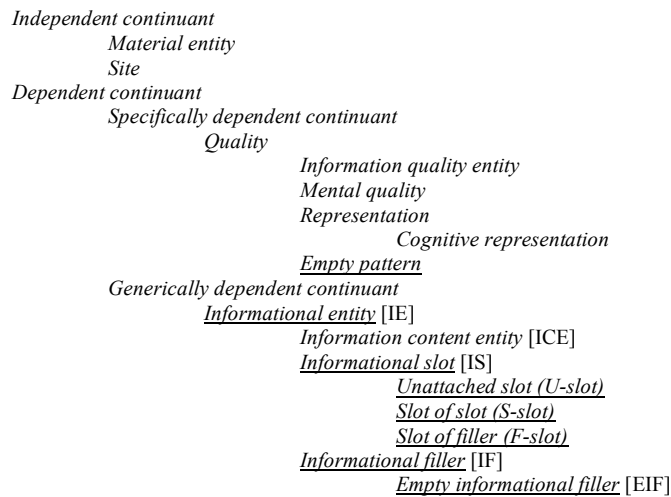 Independent continuant
Material entity
Site
Dependent continuant
Specifically dependent continuant
Quality
Information quality entity
Mental quality
Representation
Cognitive representation
Empty pattern
Generically dependent continuant
Informational entity [IE]
Information content entity [ICE]
Informational slot [IS]
Unattached slot (U-slot)
Slot of slot (S-slot)
Slot of filler (F-slot)
Informational filler [IF]
Empty informational filler [EIF]